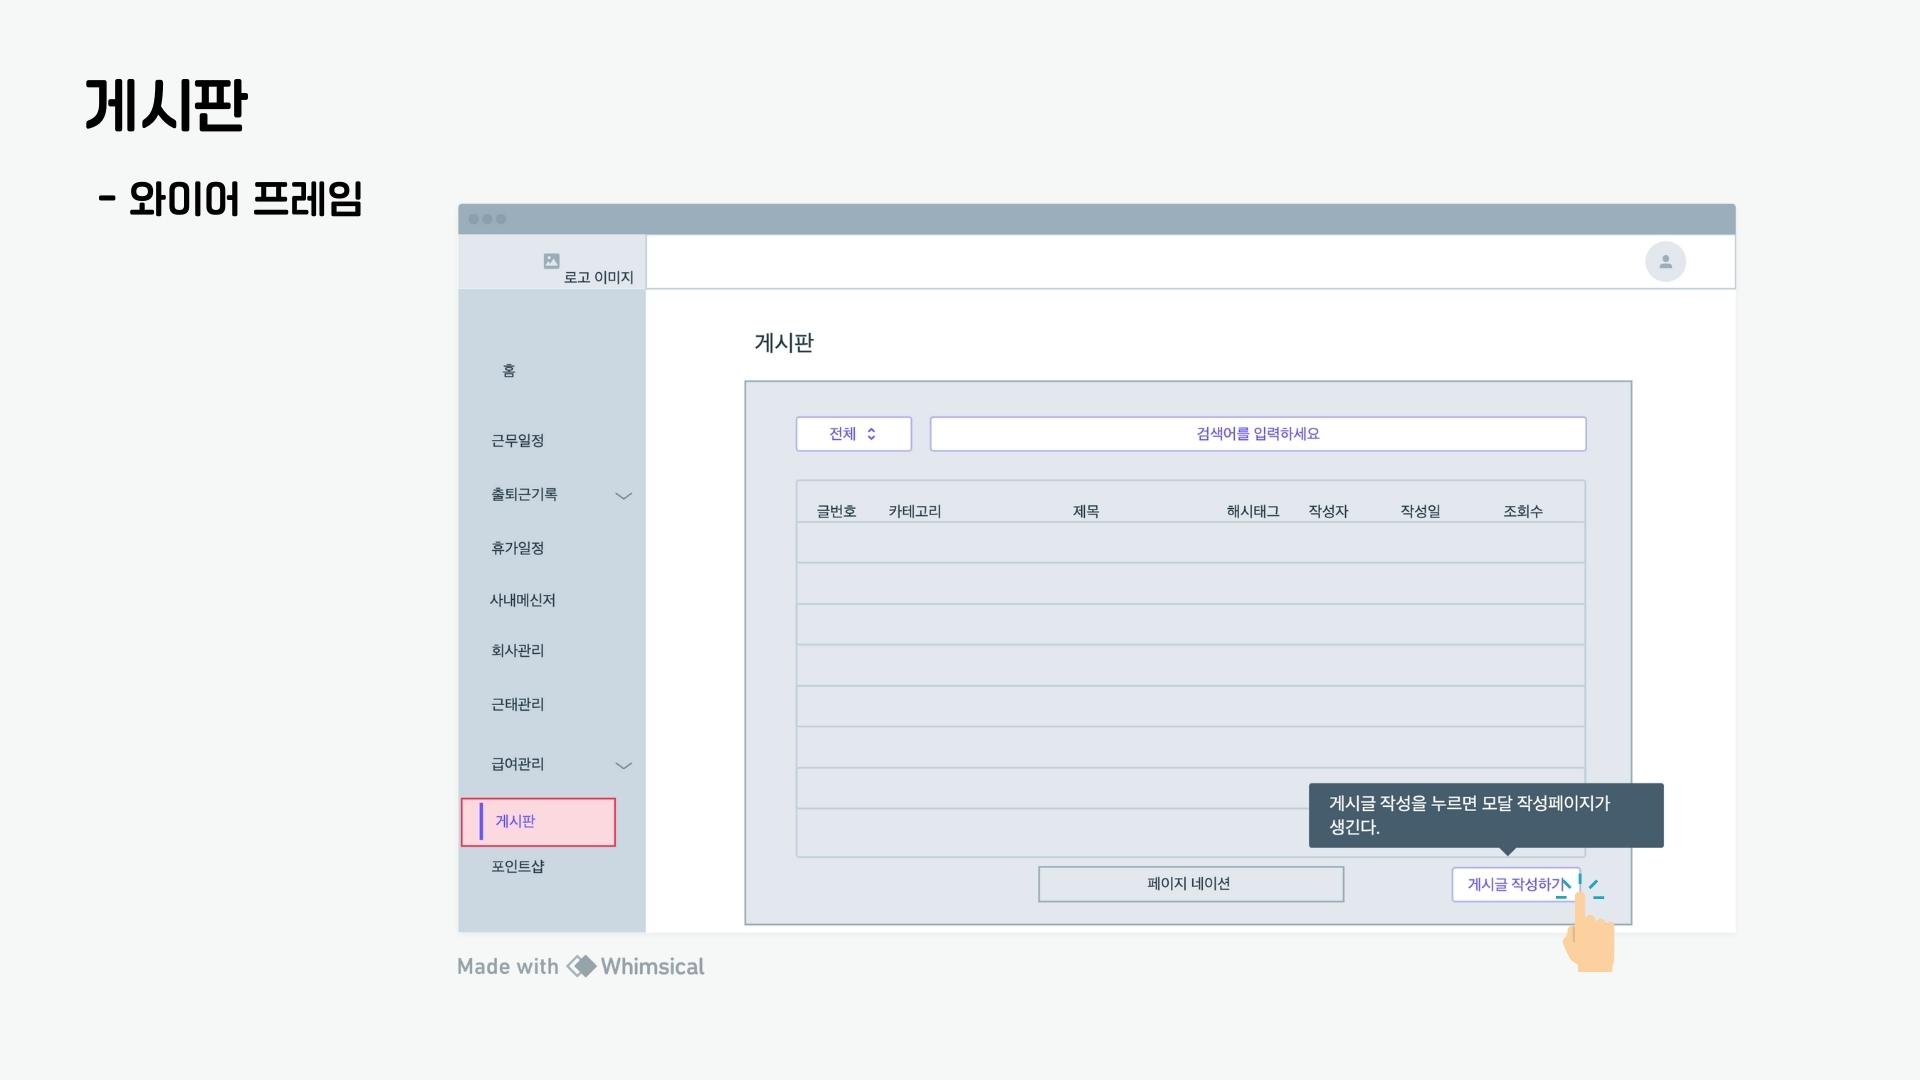 게시판
- 와이어 프레임
로고 이미지
홈
근무일정
출퇴근기록
휴가일정
사내메신저
회사관리
근태관리
급여관리
게시판
포인트샵
게시판
전체
검색어를 입력하세요
글번호 카테고리 제목 해시태그 작성자 작성일 조회수
게시글 작성을 누르면 모달 작성페이지가
생긴다.
페이지 네이션
게시글 작성하기
Made with Whimsical